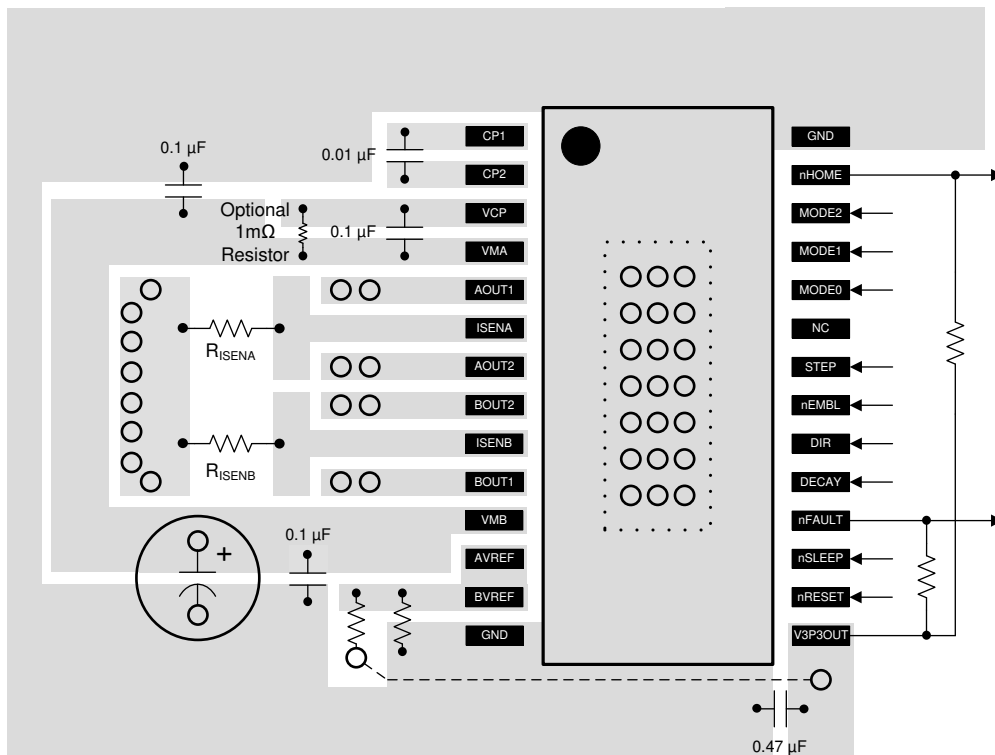 CP1
GND
0.1 µF
0.01 µF
CP2
nHOME
Optional
1mΩ
Resistor
VCP
MODE2
0.1 µF
VMA
MODE1
AOUT1
MODE0
ISENA
NC
RISENA
AOUT2
STEP
BOUT2
nEMBL
ISENB
DIR
RISENB
BOUT1
DECAY
VMB
nFAULT
0.1 µF
+
AVREF
nSLEEP
BVREF
nRESET
GND
V3P3OUT
0.47 µF